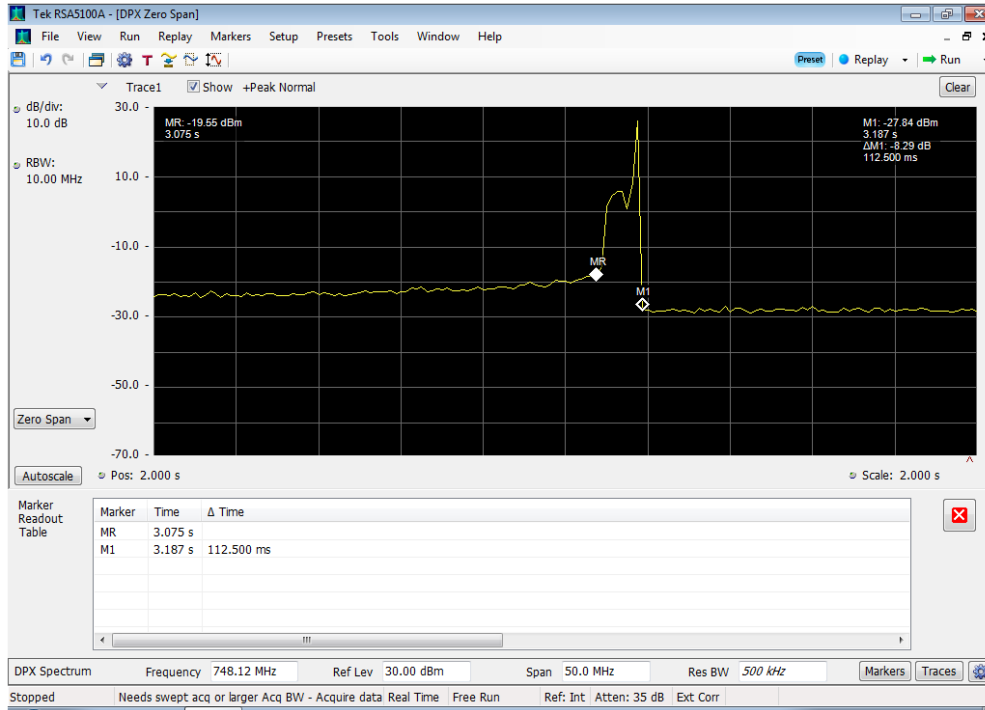 Tek RSA5100A - [DPX Zero Span]
File View Run Replay Markers Setup Presets Tools Window Help
T
Preset Replay Run
Trace1 Show +Peak Normal Clear
dB/div:
10.0 dB
RBW:
10.00 MHz
30.0 -
10.0 -
-10.0 -
-30.0 -
-50.0 -
-70.0 -
MR: -19.55 dBm
3.075 s
M1: -27.84 dBm
3.187 s
ΔM1: -8.29 dB
112.500 ms
MR
M1
Zero Span
Autoscale Pos: 2.000 s Scale: 2.000 s
Marker
Readout
Table
Marker Time Δ Time
MR 3.075 s
M1 3.187 s 112.500 ms
DPX Spectrum Frequency 748.12 MHz Ref Lev 30.00 dBm Span 50.0 MHz Res BW 500 kHz Markers Traces
Stopped Needs swept acq or larger Acq BW - Acquire data Real Time Free Run Ref: Int Atten: 35 dB Ext Corr